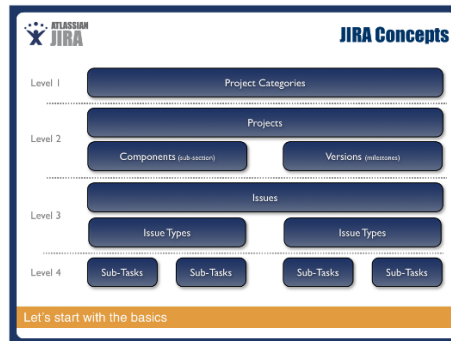 ATLASSIAN
JIRA
JIRA Concepts
Level 1
Project Categories
Level 2
Projects
Components (sub-section)
Versions (milestones)
Level 3
Issues
Issue Types
Issue Types
Level 4
Sub-Tasks
Sub-Tasks
Sub-Tasks
Sub-Tasks
Let's start with the basics